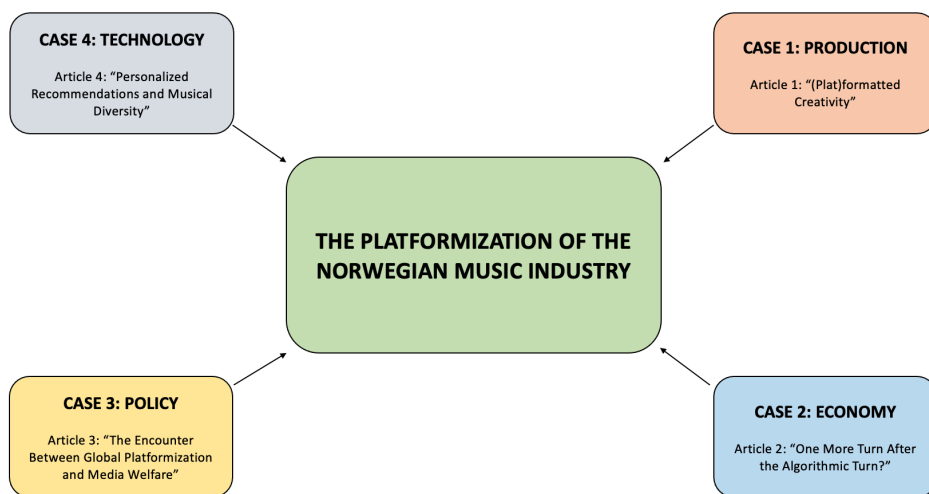 CASE 4: TECHNOLOGY
Article 4: “Personalized
Recommendations and Musical
Diversity”
CASE 1: PRODUCTION
Article 1: “(Plat)formatted
Creativity”
THE PLATFORMIZATION OF THE
NORWEGIAN MUSIC INDUSTRY
CASE 3: POLICY
Article 3: “The Encounter
Between Global Platformization
and Media Welfare”
CASE 2: ECONOMY
Article 2: “One More Turn After
the Algorithmic Turn?”